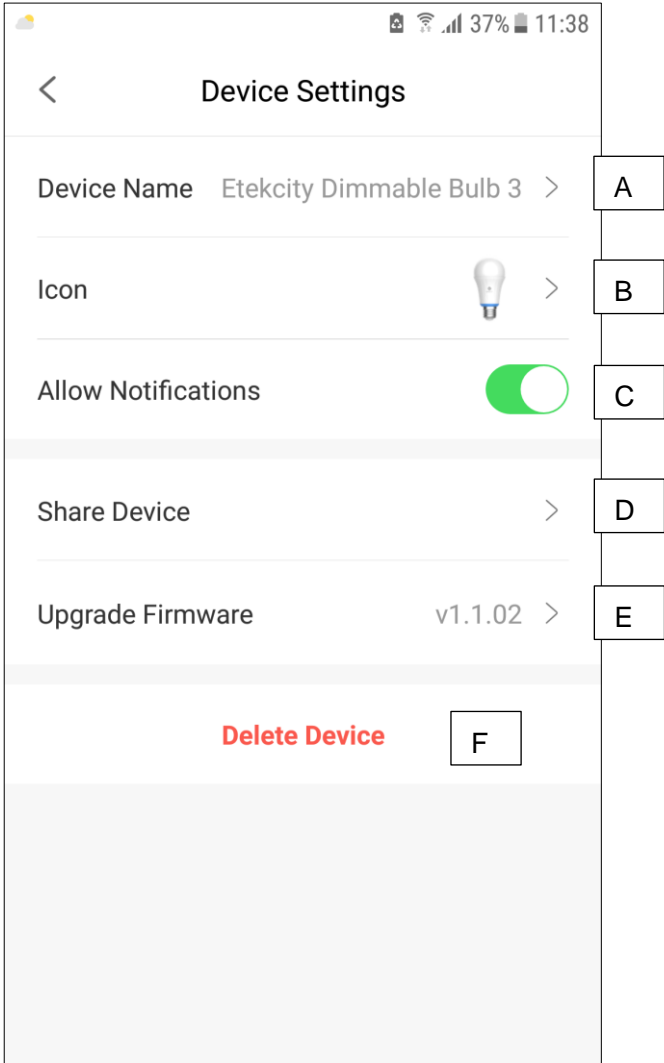 37% 11:38
Device Settings
Device Name Etekcity Dimmable Bulb 3 A
Icon B
Allow Notifications C
Share Device D
Upgrade Firmware v1.1.02 E
Delete Device F